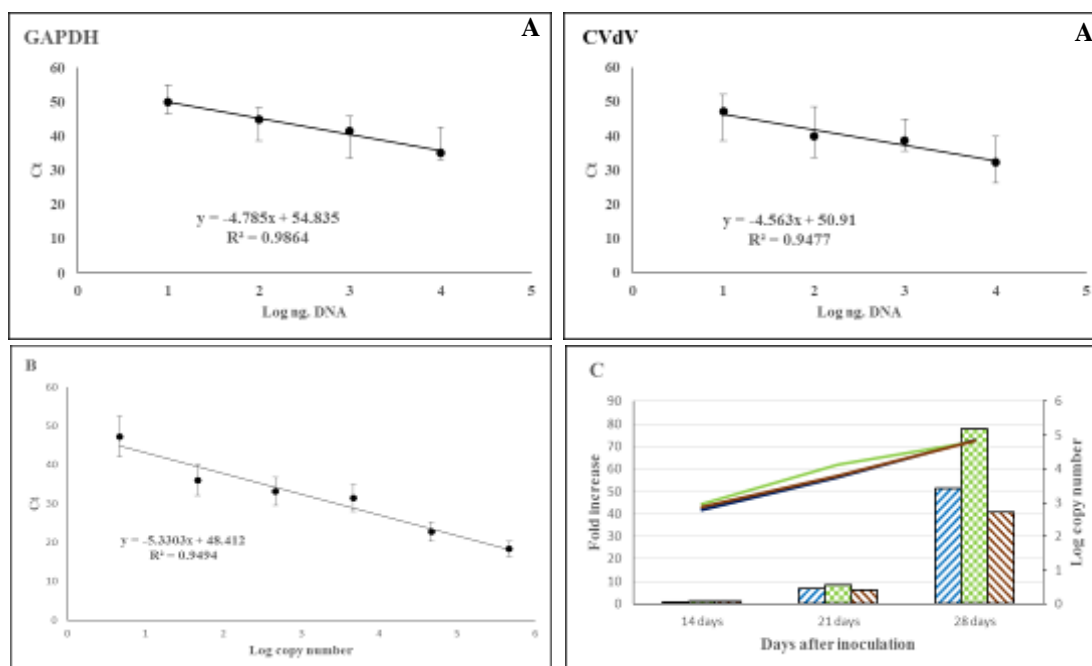 GAPDH
A
60
50
40
30
20
10
0
Ct
y = -4.785x + 54.835
R² = 0.9864
0 1 2 3 4 5
Log ng. DNA
CVdV
A
60
50
40
30
20
10
0
Ct
y = -4.563x + 50.91
R² = 0.9477
0 1 2 3 4 5
Log ng. DNA
B
60
50
40
30
20
10
0
Ct
y = -5.3303x + 48.412
R² = 0.9494
0 1 2 3 4 5 6
Log copy number
C
90
80
70
60
50
40
30
20
10
0
Fold increase
6
5
4
3
2
1
0
Log copy number
14 days 21 days 28 days
Days after inoculation